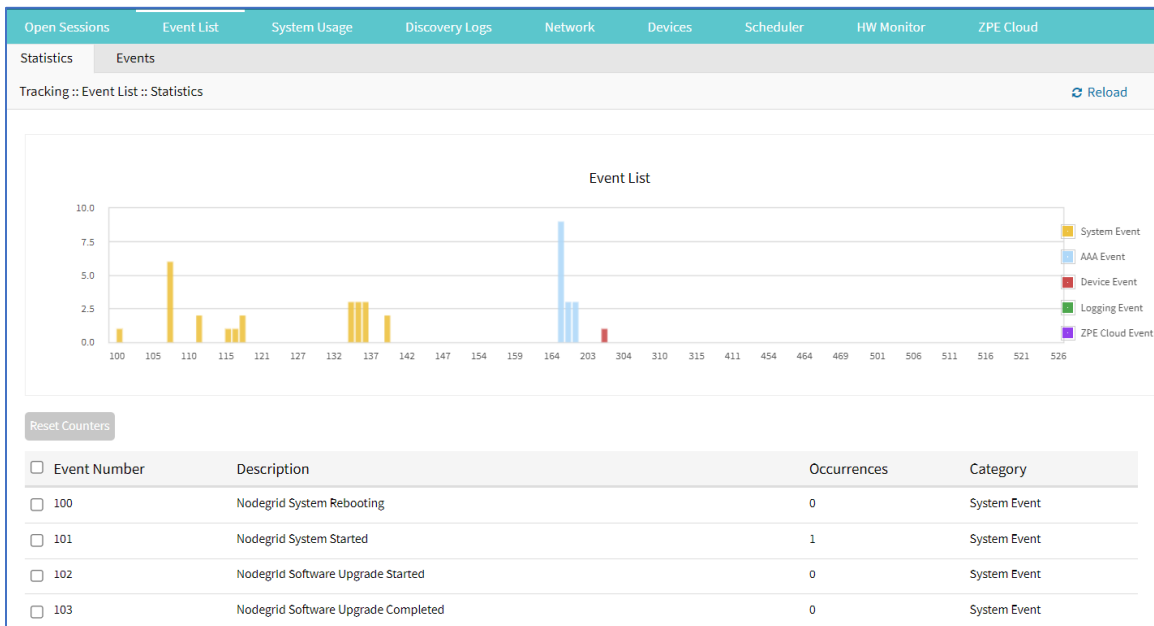 Open Sessions Event List System Usage Discovery Logs Network Devices Scheduler HW Monitor ZPE Cloud
Statistics Events
Tracking :: Event List :: Statistics Reload
Event List
10.0
7.5
5.0
2.5
0.0
100 105 110 115 121 127 132 137 142 147 154 159 164 203 304 310 315 411 454 464 469 501 506 511 516 521 526
System Event
AAA Event
Device Event
Logging Event
ZPE Cloud Event
Reset Counters
Event Number Description Occurrences Category
100 Nodegrid System Rebooting 0 System Event
101 Nodegrid System Started 1 System Event
102 Nodegrid Software Upgrade Started 0 System Event
103 Nodegrid Software Upgrade Completed 0 System Event